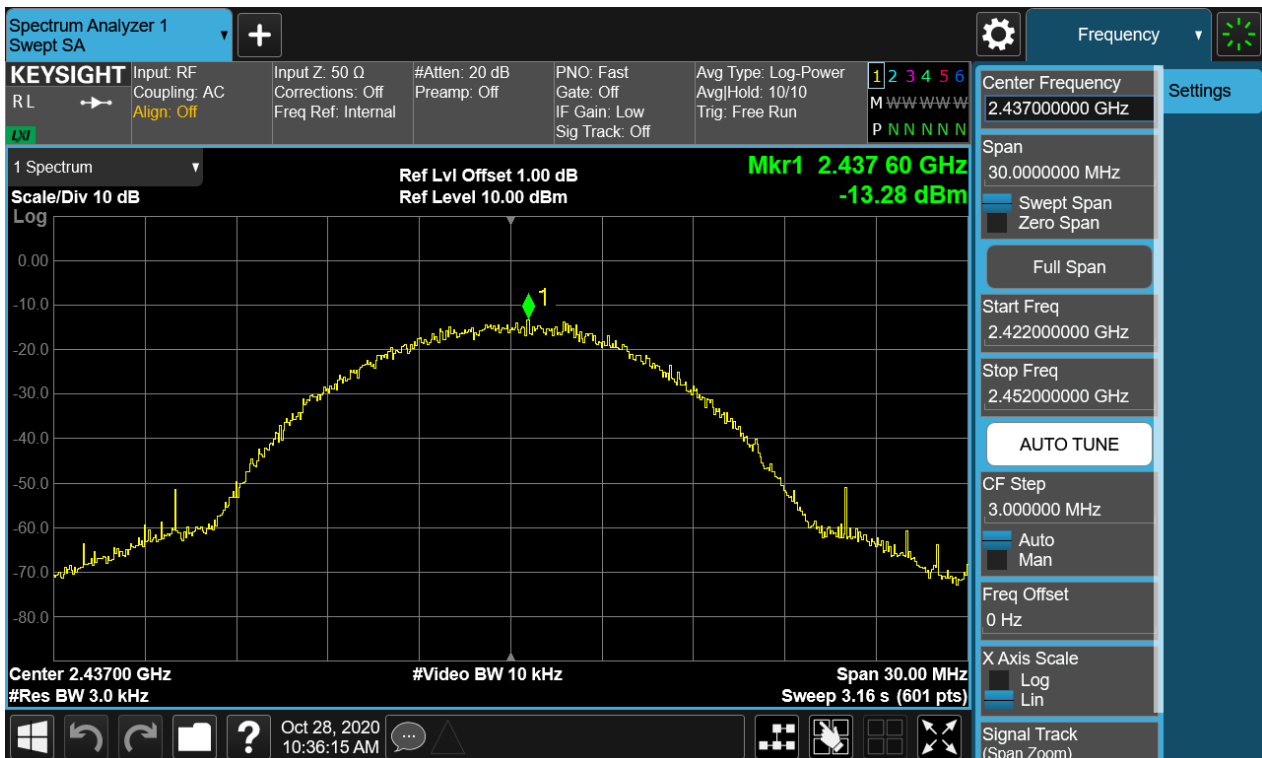 Spectrum Analyzer 1
Swept SA
Frequency
KEYSIGHT
R L
LXI
Input: RF
Coupling: AC
Align: Off
Input Z: 50 Ω
Corrections: Off
Freq Ref: Internal
#Atten: 20 dB
Preamp: Off
PNO: Fast
Gate: Off
IF Gain: Low
Sig Track: Off
Avg Type: Log-Power
Avg|Hold: 10/10
Trig: Free Run
1 2 3 4 5 6
M W W W W W
P N N N N N
1 Spectrum
Scale/Div 10 dB
Log
Ref Lvl Offset 1.00 dB
Ref Level 10.00 dBm
Mkr1 2.437 60 GHz
-13.28 dBm
1
0.00
-10.0
-20.0
-30.0
-40.0
-50.0
-60.0
-70.0
-80.0
Center 2.43700 GHz
#Res BW 3.0 kHz
#Video BW 10 kHz
Span 30.00 MHz
Sweep 3.16 s (601 pts)
Oct 28, 2020
10:36:15 AM
?
Center Frequency
2.437000000 GHz
Settings
Span
30.0000000 MHz
Swept Span
Zero Span
Full Span
Start Freq
2.422000000 GHz
Stop Freq
2.452000000 GHz
AUTO TUNE
CF Step
3.000000 MHz
Auto
Man
Freq Offset
0 Hz
X Axis Scale
Log
Lin
Signal Track
(Span Zoom)